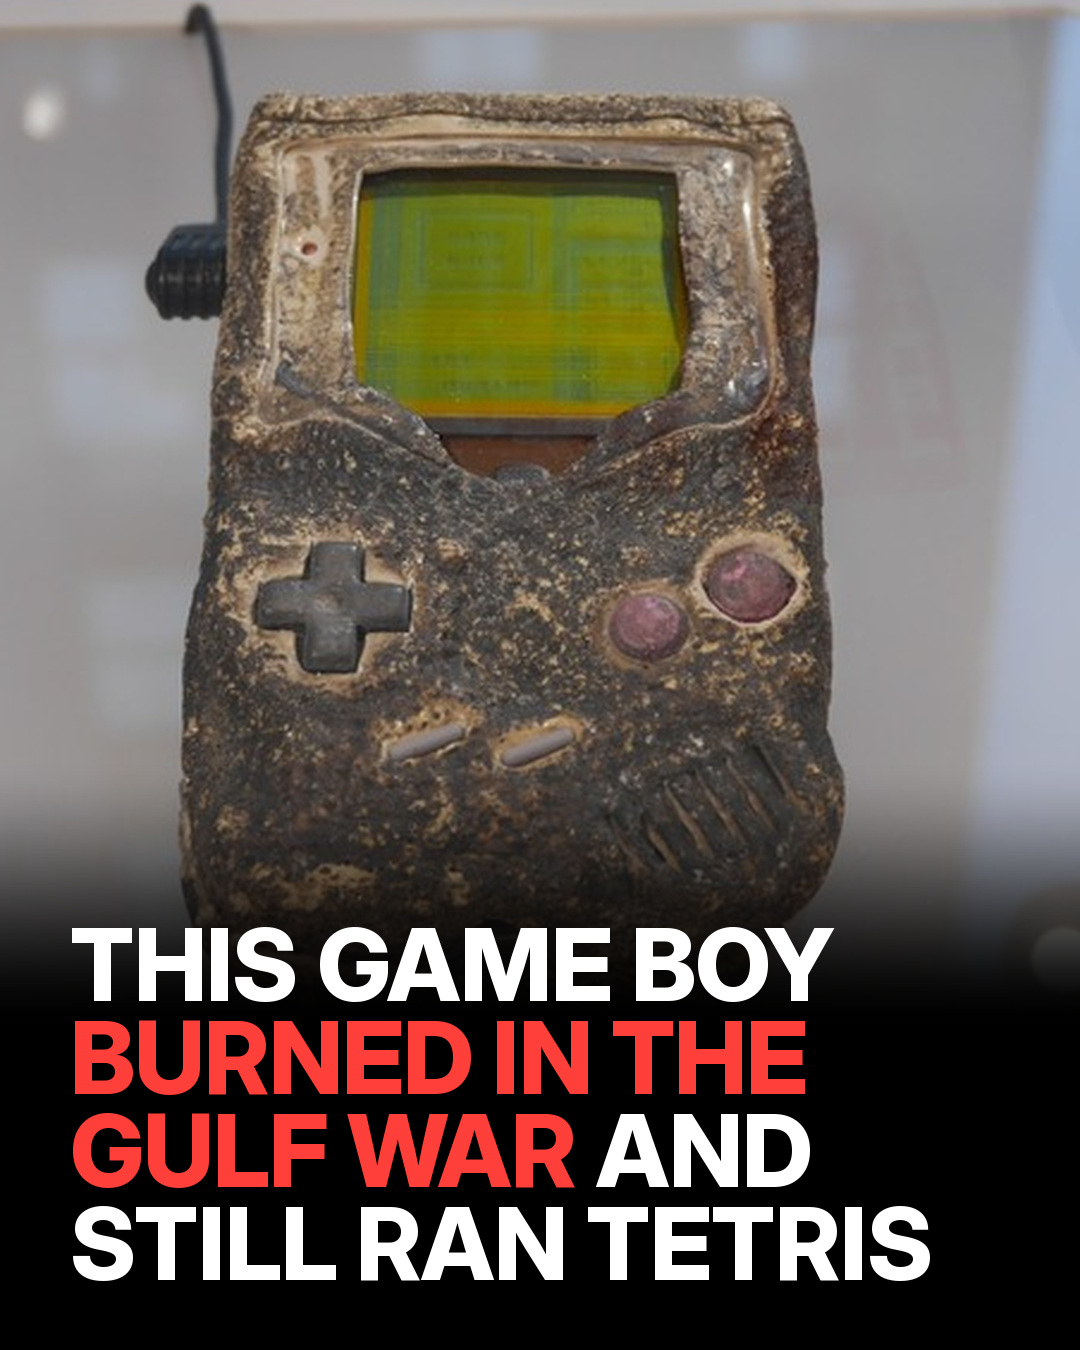 THIS GAME BOY
BURNED IN THE
GULF WAR AND
STILL RAN TETRIS